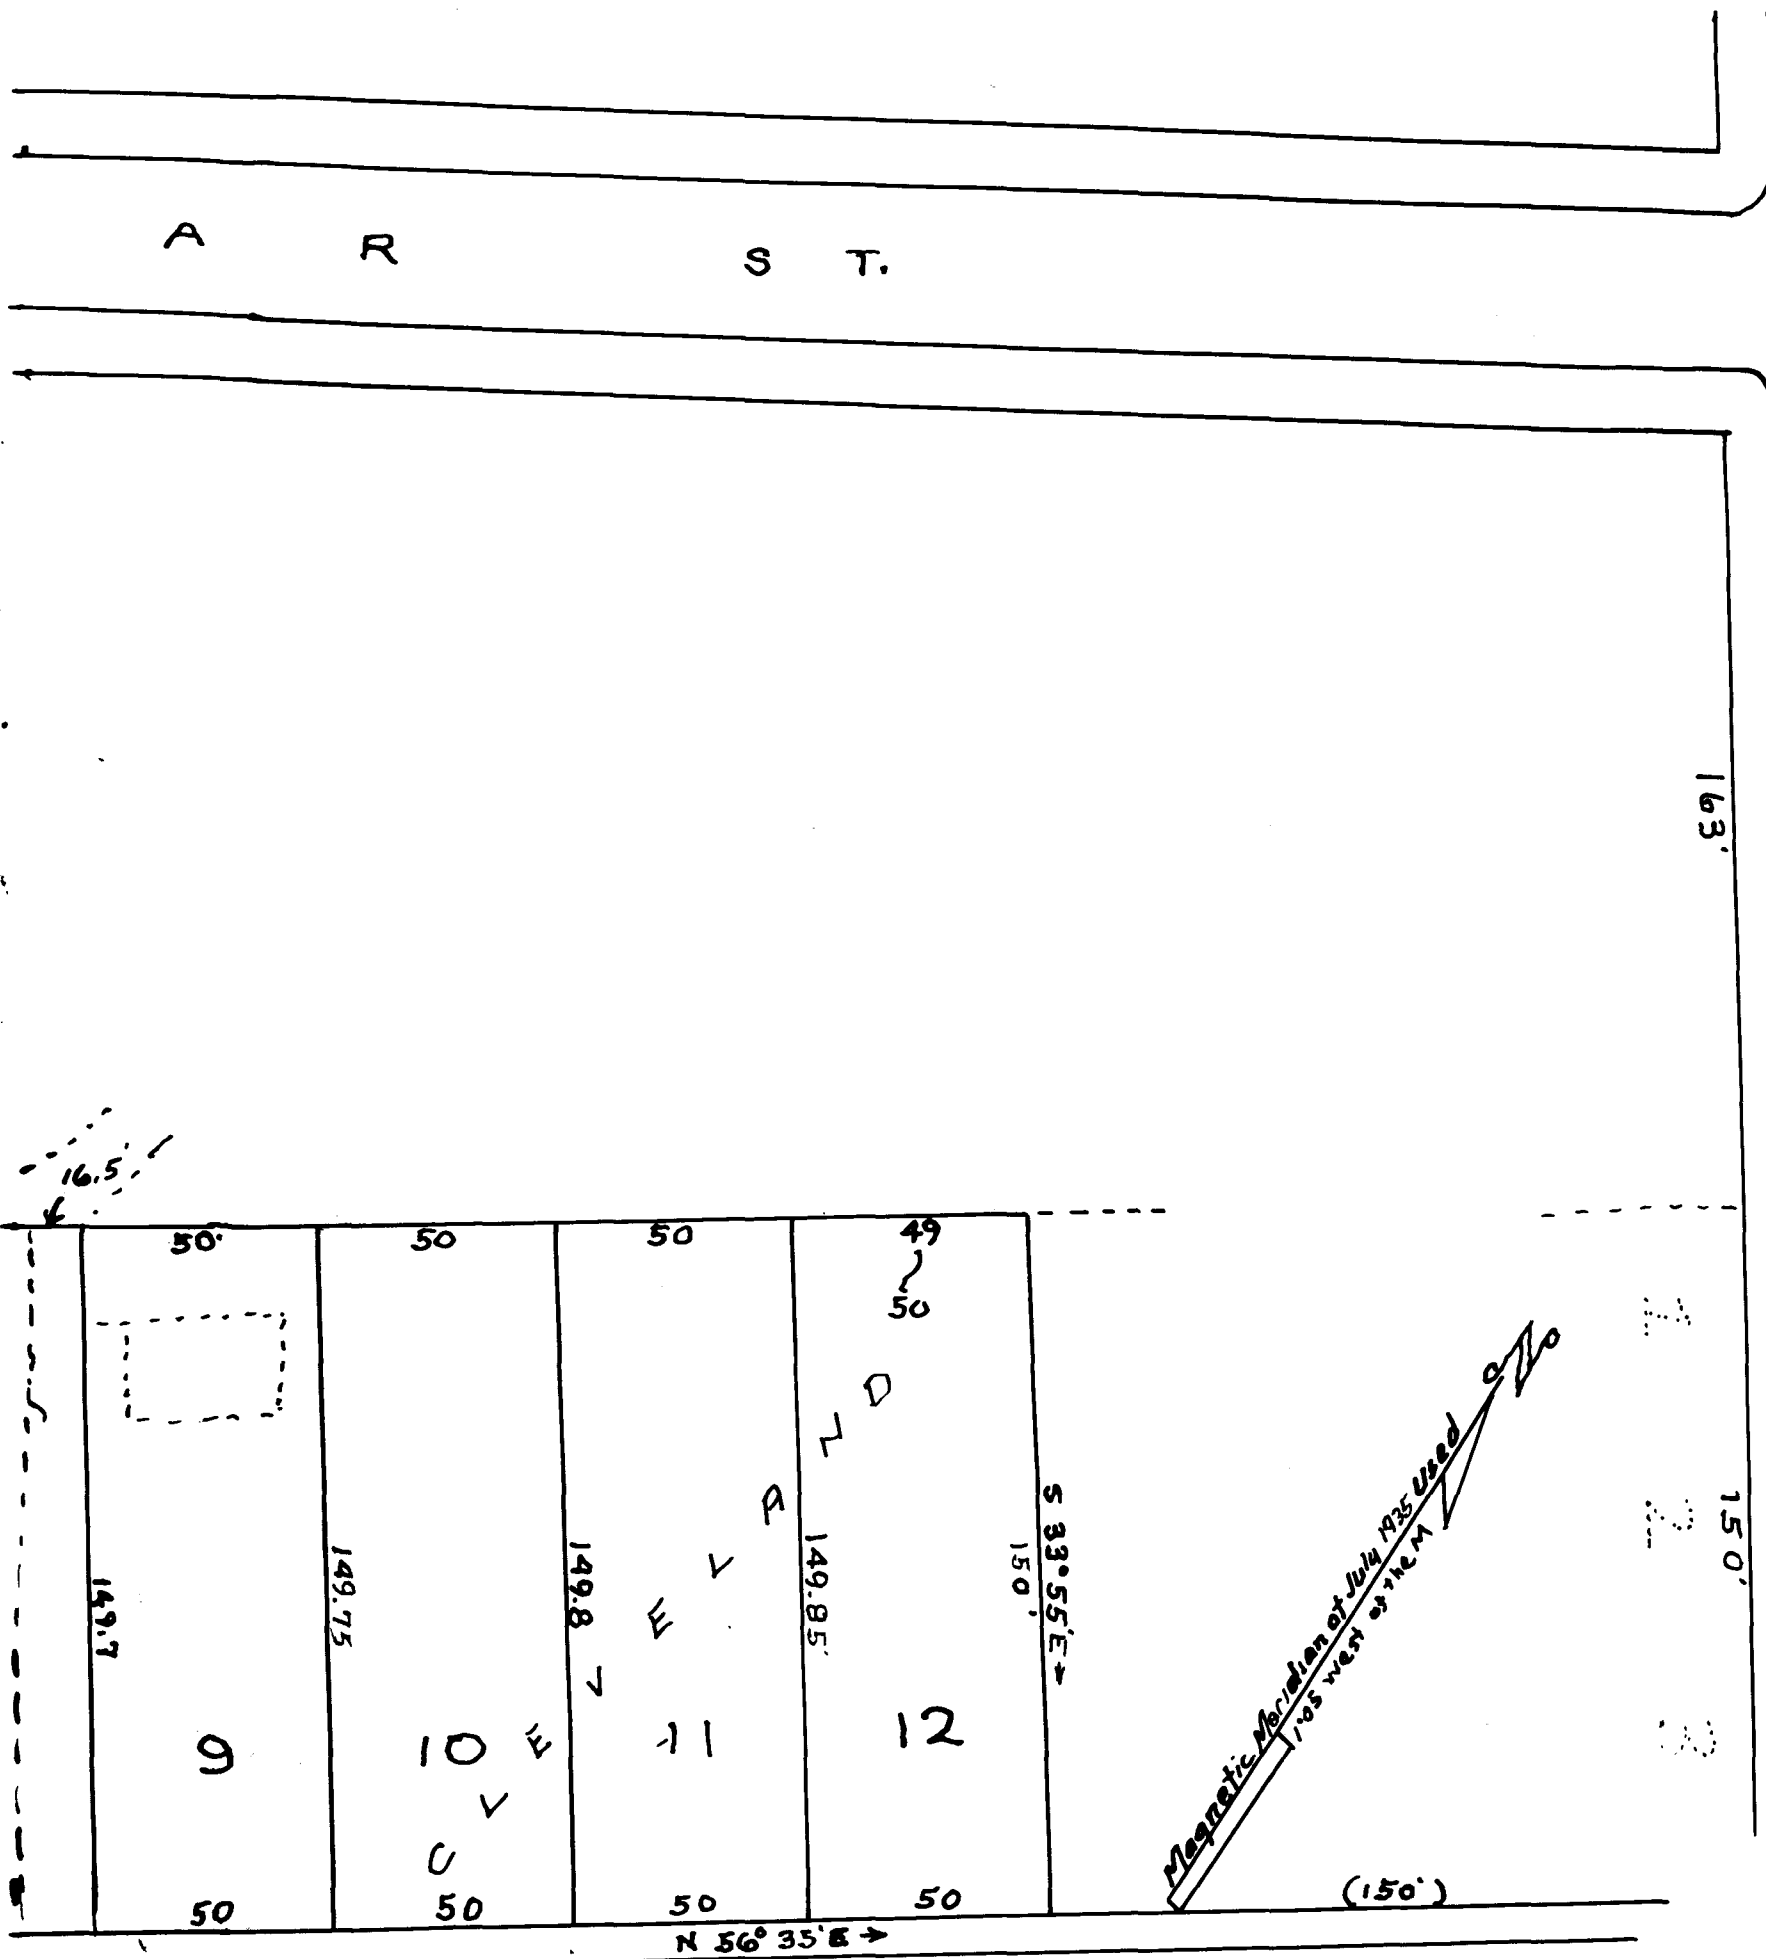 A R S T.
163'
16.5'
50' 50 50 49
50
CLEVELAND
S 33° 55' E →
150'
149.7
149.75
149.8
149.85'
150'
9 10 11 12
Magnetic Meridian of July 1935 Used
1.05 west of the M
50 50 50 50
(150')
N 56° 35' E →